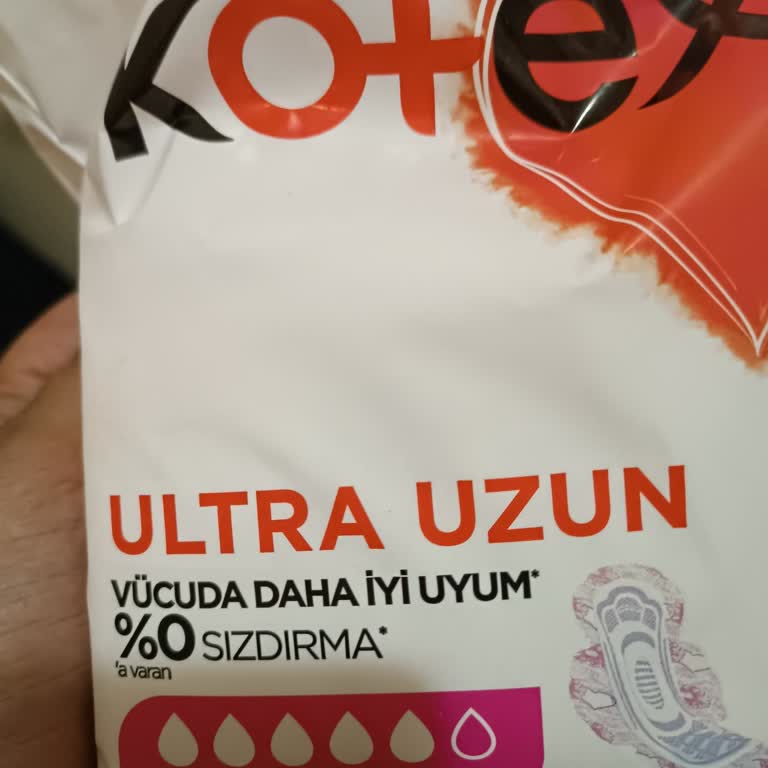 Kotex
ULTRA UZUN
VÜCUDA DAHA İYİ UYUM*
%0 SIZDIRMA*
'a varan